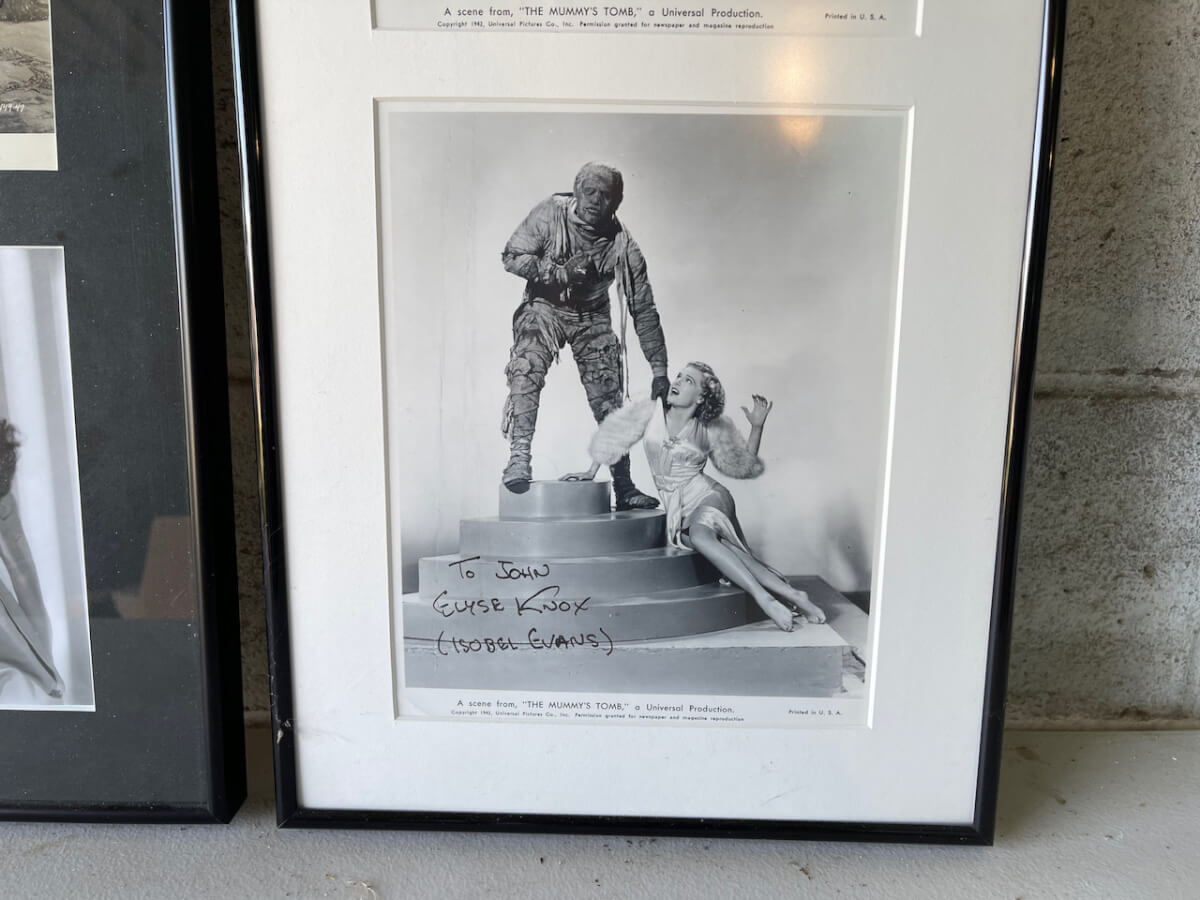 A scene from, "THE MUMMY'S TOMB," a Universal Production.
Copyright 1942, Universal Pictures Co., Inc. Permission granted for newspaper and magazine reproduction
Printed in U. S. A.
To JOHN
ELYSE KNOX
(ISOBEL EVANS)
A scene from, "THE MUMMY'S TOMB," a Universal Production.
Copyright 1942, Universal Pictures Co., Inc. Permission granted for newspaper and magazine reproduction
Printed in U. S. A.